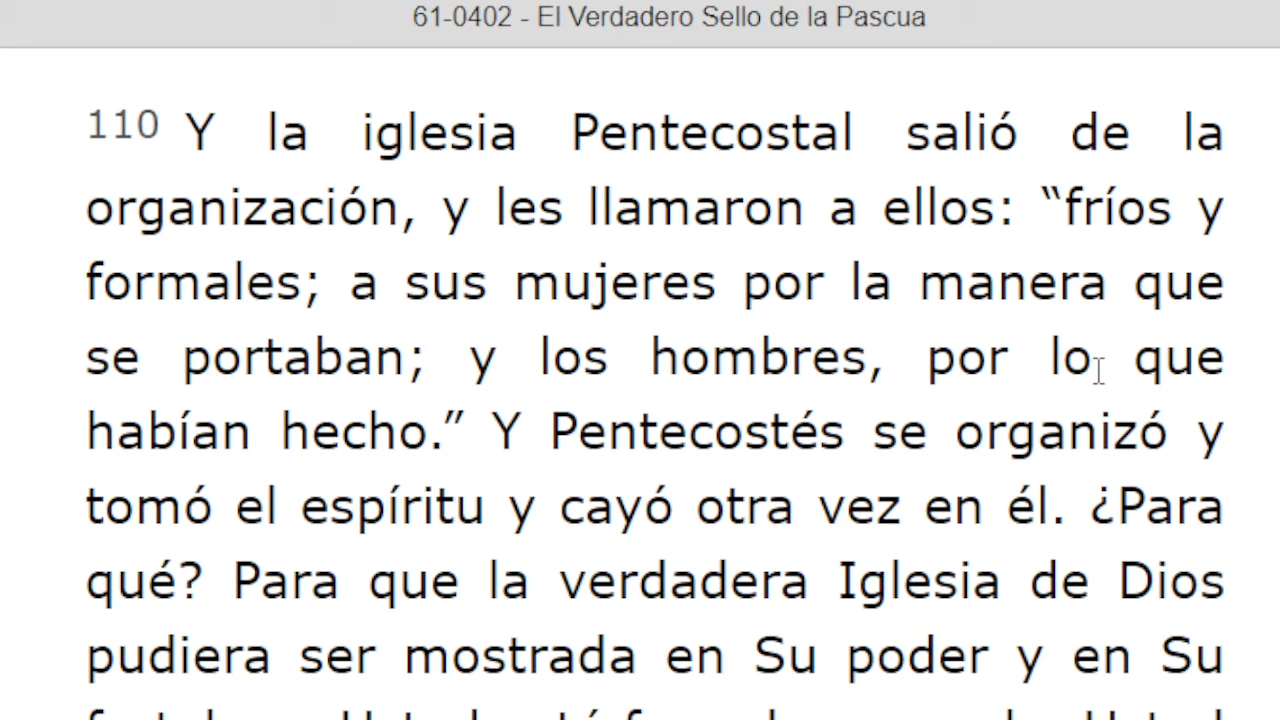 61-0402 - El Verdadero Sello de la Pascua
110 Y la iglesia Pentecostal salió de la
organización, y les llamaron a ellos: “fríos y
formales; a sus mujeres por la manera que
se portaban; y los hombres, por lo que
habían hecho.” Y Pentecostés se organizó y
tomó el espíritu y cayó otra vez en él. ¿Para
qué? Para que la verdadera Iglesia de Dios
pudiera ser mostrada en Su poder y en Su